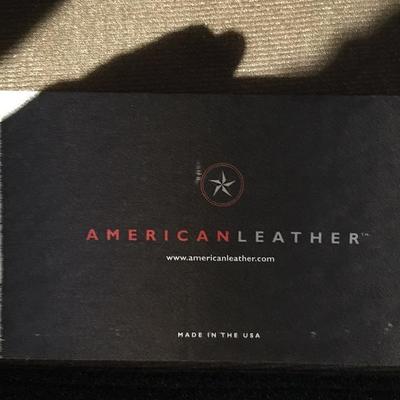 AMERICANLEATHER™
www.americanleather.com
MADE IN THE USA